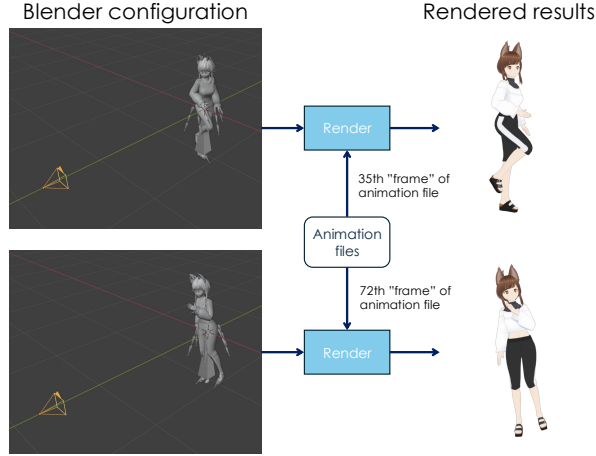 Blender configuration
Rendered results
Render
35th "frame" of
animation file
Animation
files
72th "frame" of
animation file
Render